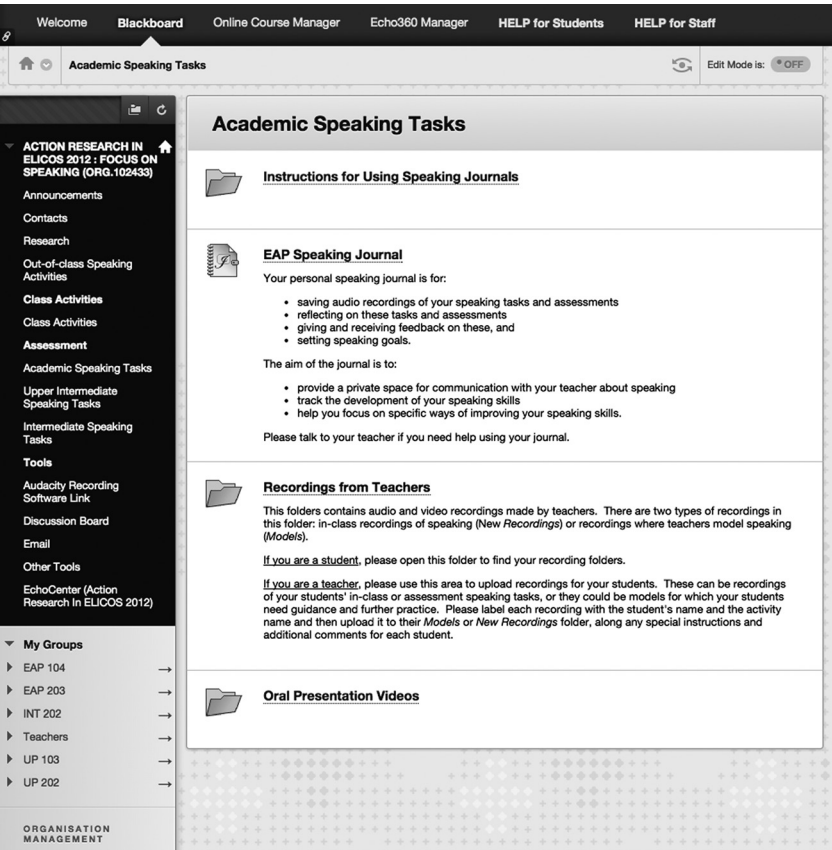 Welcome Blackboard Online Course Manager Echo360 Manager HELP for Students HELP for Staff
Academic Speaking Tasks Edit Mode is: OFF
ACTION RESEARCH IN
ELICOS 2012 : FOCUS ON
SPEAKING (ORG.102433)
Announcements
Contacts
Research
Out-of-class Speaking
Activities
Class Activities
Class Activities
Assessment
Academic Speaking Tasks
Upper Intermediate
Speaking Tasks
Intermediate Speaking
Tasks
Tools
Audacity Recording
Software Link
Discussion Board
Email
Other Tools
EchoCenter (Action
Research In ELICOS 2012)
My Groups
EAP 104
EAP 203
INT 202
Teachers
UP 103
UP 202
ORGANISATION
MANAGEMENT
Academic Speaking Tasks
Instructions for Using Speaking Journals
EAP Speaking Journal
Your personal speaking journal is for:
• saving audio recordings of your speaking tasks and assessments
• reflecting on these tasks and assessments
• giving and receiving feedback on these, and
• setting speaking goals.
The aim of the journal is to:
• provide a private space for communication with your teacher about speaking
• track the development of your speaking skills
• help you focus on specific ways of improving your speaking skills.
Please talk to your teacher if you need help using your journal.
Recordings from Teachers
This folders contains audio and video recordings made by teachers. There are two types of recordings in
this folder: in-class recordings of speaking (New Recordings) or recordings where teachers model speaking
(Models).
If you are a student, please open this folder to find your recording folders.
If you are a teacher, please use this area to upload recordings for your students. These can be recordings
of your students' in-class or assessment speaking tasks, or they could be models for which your students
need guidance and further practice. Please label each recording with the student's name and the activity
name and then upload it to their Models or New Recordings folder, along any special instructions and
additional comments for each student.
Oral Presentation Videos